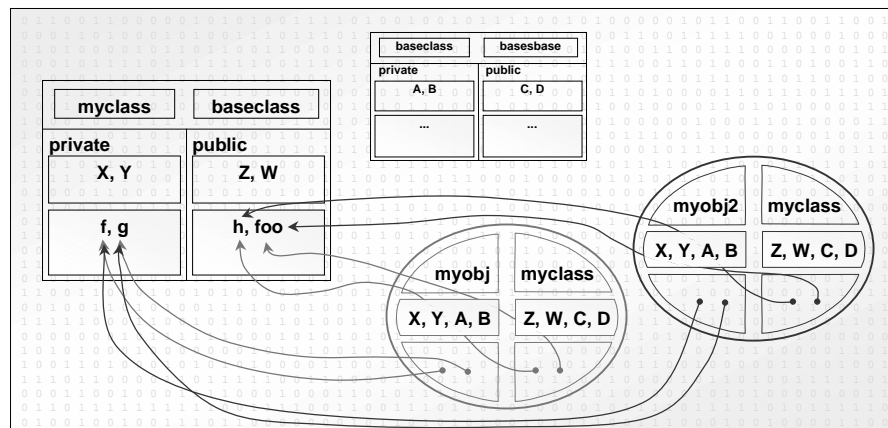 baseclass basesbase
private public
A, B C, D
... ...
myclass baseclass
private public
X, Y Z, W
f, g h, foo
myobj2 myclass
X, Y, A, B Z, W, C, D
myobj myclass
X, Y, A, B Z, W, C, D